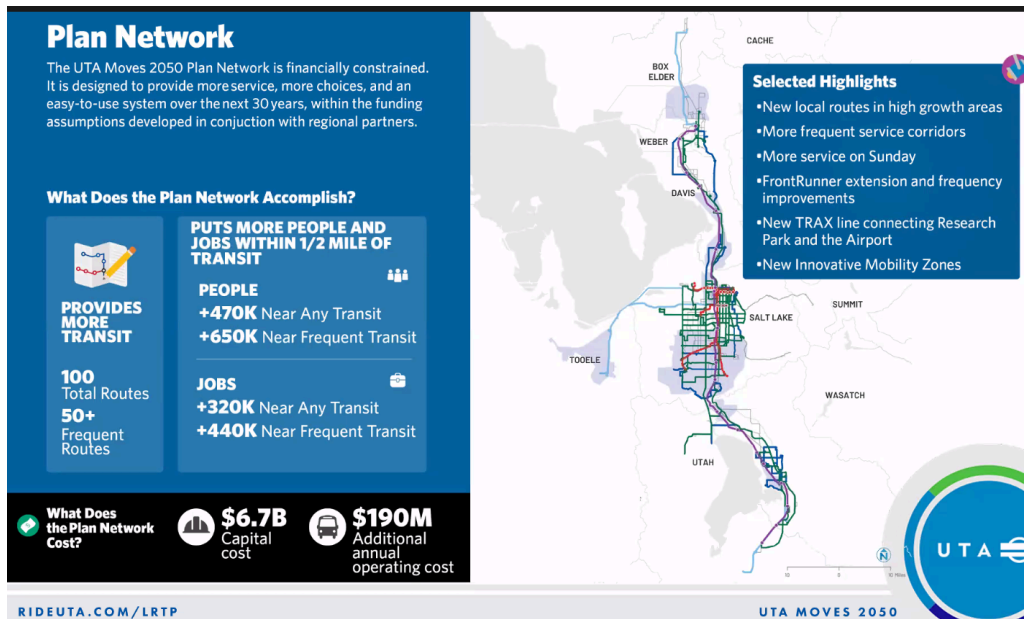 Plan Network
The UTA Moves 2050 Plan Network is financially constrained.
It is designed to provide more service, more choices, and an
easy-to-use system over the next 30 years, within the funding
assumptions developed in conjuction with regional partners.
What Does the Plan Network Accomplish?
PROVIDES
MORE
TRANSIT
100
Total Routes
50+
Frequent
Routes
PUTS MORE PEOPLE AND
JOBS WITHIN 1/2 MILE OF
TRANSIT
PEOPLE
+470K Near Any Transit
+650K Near Frequent Transit
JOBS
+320K Near Any Transit
+440K Near Frequent Transit
What Does
the Plan Network
Cost?
$6.7B
Capital
cost
$190M
Additional
annual
operating cost
CACHE
BOX
ELDER
WEBER
DAVIS
SALT LAKE
SUMMIT
TOOELE
WASATCH
UTAH
Selected Highlights
•New local routes in high growth areas
•More frequent service corridors
•More service on Sunday
•FrontRunner extension and frequency
improvements
•New TRAX line connecting Research
Park and the Airport
•New Innovative Mobility Zones
N
10 Miles
UTA
RIDEUTA.COM/LRTP
UTA MOVES 2050